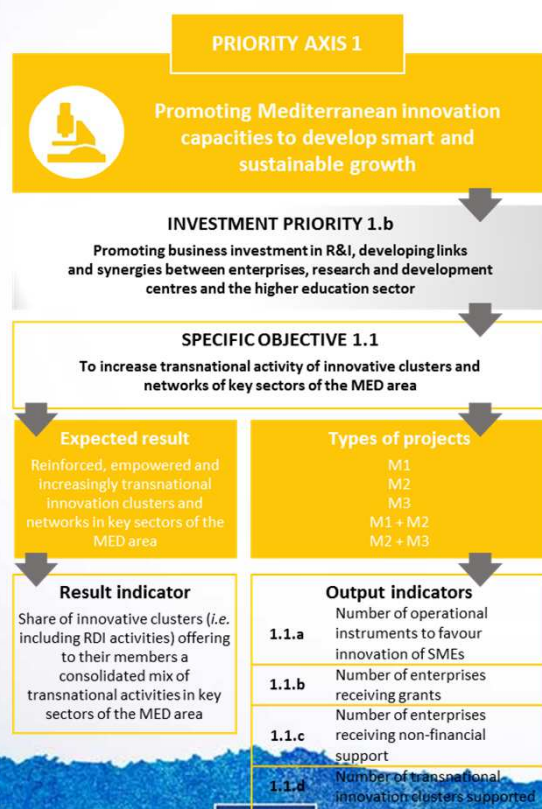 PRIORITY AXIS 1
Promoting Mediterranean innovation
capacities to develop smart and
sustainable growth
INVESTMENT PRIORITY 1.b
Promoting business investment in R&I, developing links
and synergies between enterprises, research and development
centres and the higher education sector
SPECIFIC OBJECTIVE 1.1
To increase transnational activity of innovative clusters and
networks of key sectors of the MED area
Expected result
Reinforced, empowered and
increasingly transnational
innovation clusters and
networks in key sectors of the
MED area
Types of projects
M1
M2
M3
M1 + M2
M2 + M3
Result indicator
Share of innovative clusters (i.e.
including RDI activities) offering
to their members a
consolidated mix of
transnational activities in key
sectors of the MED area
Output indicators
1.1.a
Number of operational
instruments to favour
innovation of SMEs
1.1.b
Number of enterprises
receiving grants
1.1.c
Number of enterprises
receiving non-financial
support
1.1.d
Number of transnational
innovation clusters supported